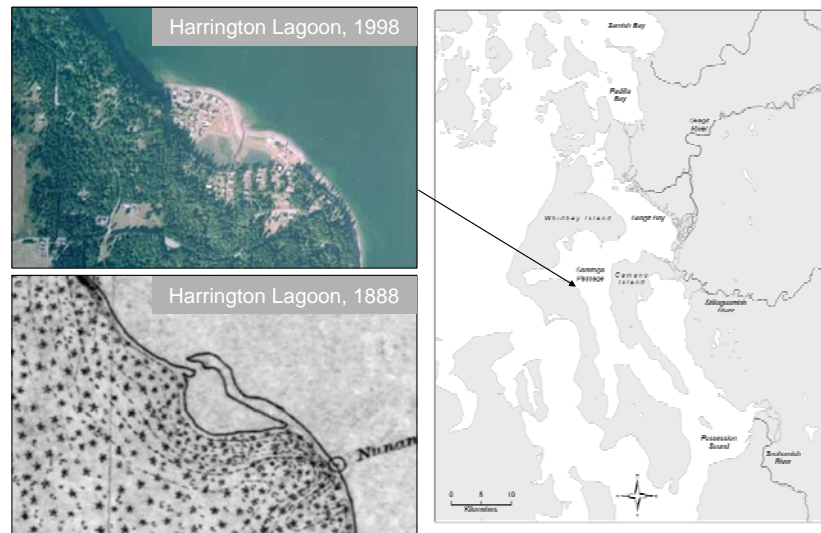 Harrington Lagoon, 1998
Harrington Lagoon, 1888
Nunan
Samish Bay
Padilla
Bay
Skagit
River
Whidbey Island
Skagit Bay
Saratoga
Passage
Camano
Island
Stillaguamish
River
Possession
Sound
Snohomish
River
0 5 10
Kilometers